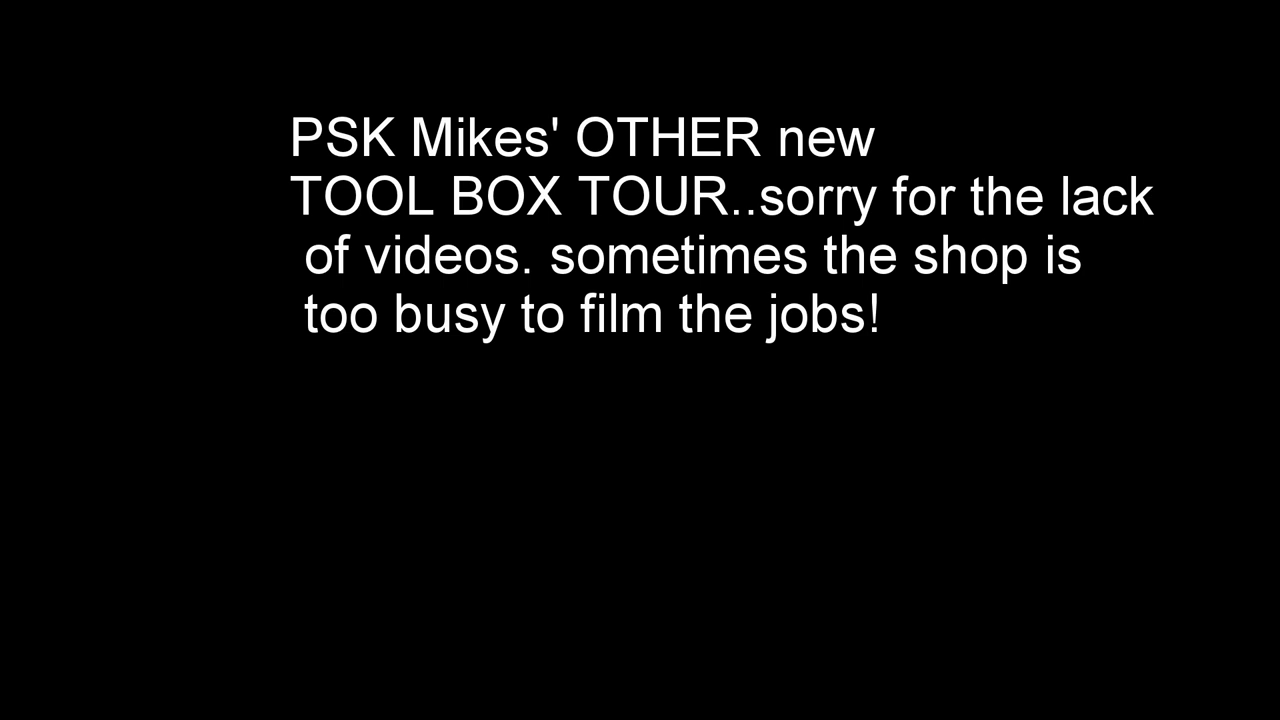 PSK Mikes' OTHER new
TOOL BOX TOUR..sorry for the lack
of videos. sometimes the shop is
too busy to film the jobs!